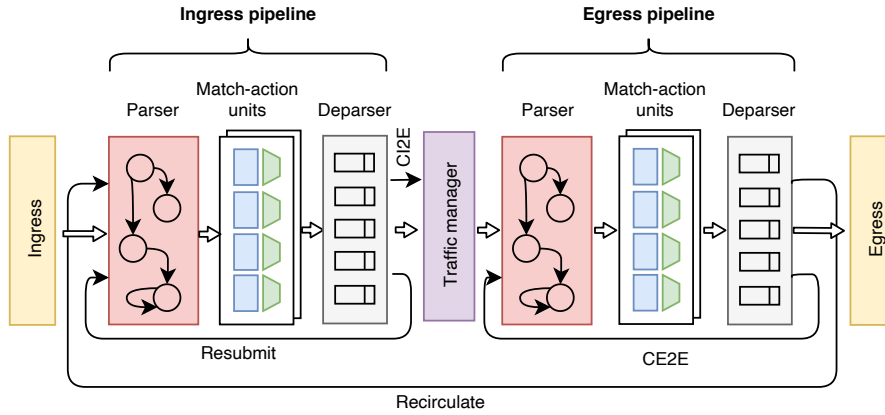 Ingress pipeline
Egress pipeline
Parser
Match-action
units
Deparser
Parser
Match-action
units
Deparser
Ingress
CI2E
Traffic manager
Egress
Resubmit
CE2E
Recirculate